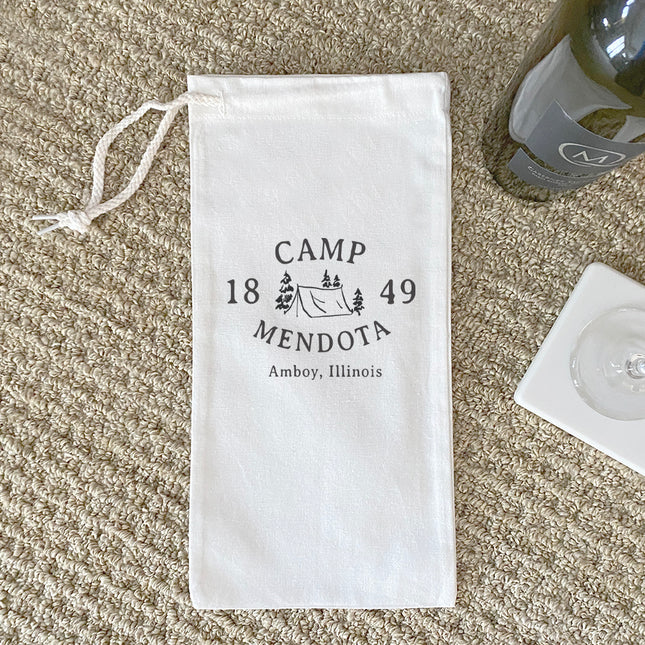 CAMP
18 49
MENDOTA
Amboy, Illinois
M